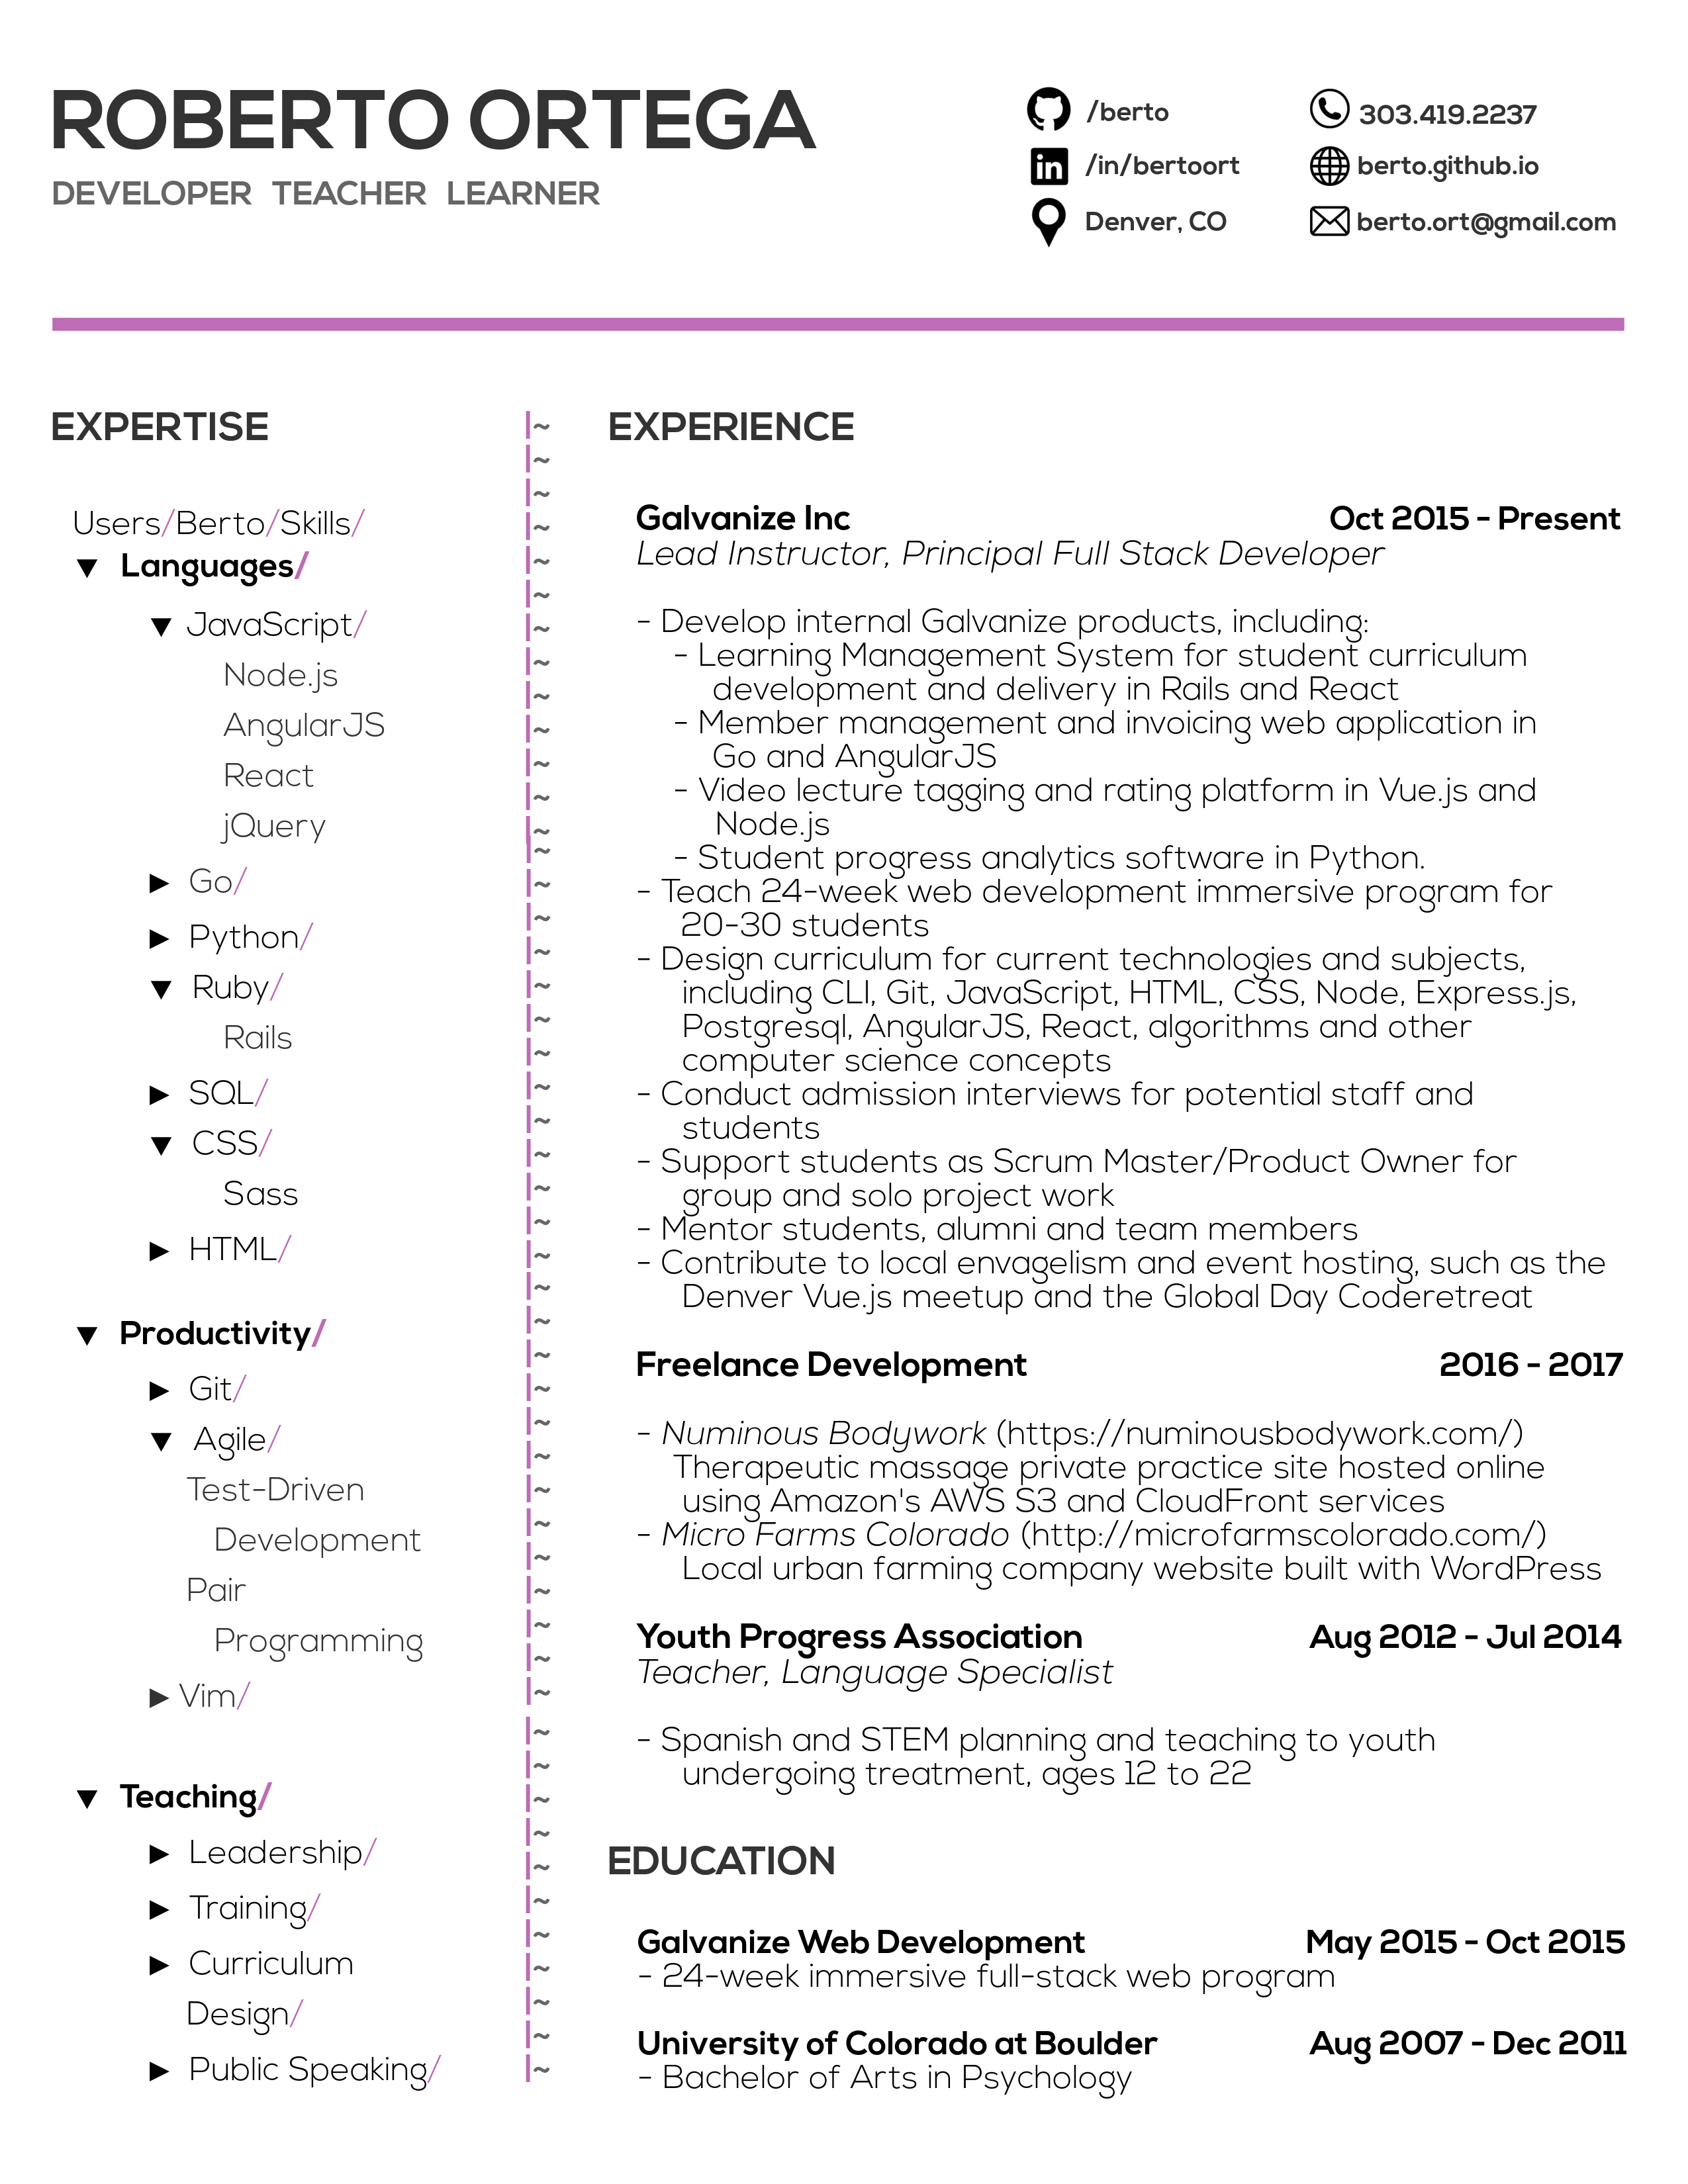 ROBERTO ORTEGA
DEVELOPER TEACHER LEARNER
/berto
/in/bertoort
Denver, CO
303.419.2237
berto.github.io
berto.ort@gmail.com
EXPERTISE
Users/Berto/Skills/
▼ Languages/
▼ JavaScript/
Node.js
AngularJS
React
jQuery
► Go/
► Python/
▼ Ruby/
Rails
► SQL/
▼ CSS/
Sass
► HTML/
▼ Productivity/
► Git/
▼ Agile/
Test-Driven
Development
Pair
Programming
► Vim/
▼ Teaching/
► Leadership/
► Training/
► Curriculum
Design/
► Public Speaking/
EXPERIENCE
Galvanize Inc Oct 2015 - Present
Lead Instructor, Principal Full Stack Developer
- Develop internal Galvanize products, including:
- Learning Management System for student curriculum
development and delivery in Rails and React
- Member management and invoicing web application in
Go and AngularJS
- Video lecture tagging and rating platform in Vue.js and
Node.js
- Student progress analytics software in Python.
- Teach 24-week web development immersive program for
20-30 students
- Design curriculum for current technologies and subjects,
including CLI, Git, JavaScript, HTML, CSS, Node, Express.js,
Postgresql, AngularJS, React, algorithms and other
computer science concepts
- Conduct admission interviews for potential staff and
students
- Support students as Scrum Master/Product Owner for
group and solo project work
- Mentor students, alumni and team members
- Contribute to local envagelism and event hosting, such as the
Denver Vue.js meetup and the Global Day Coderetreat
Freelance Development 2016 - 2017
- Numinous Bodywork (https://numinousbodywork.com/)
Therapeutic massage private practice site hosted online
using Amazon's AWS S3 and CloudFront services
- Micro Farms Colorado (http://microfarmscolorado.com/)
Local urban farming company website built with WordPress
Youth Progress Association Aug 2012 - Jul 2014
Teacher, Language Specialist
- Spanish and STEM planning and teaching to youth
undergoing treatment, ages 12 to 22
EDUCATION
Galvanize Web Development May 2015 - Oct 2015
- 24-week immersive full-stack web program
University of Colorado at Boulder Aug 2007 - Dec 2011
- Bachelor of Arts in Psychology